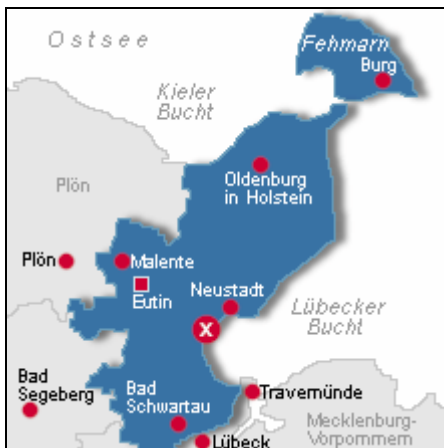 Ostsee
Fehmarn
Burg
Kieler
Bucht
Oldenburg
in Holstein
Plön
Plön
Malente
Eutin
Neustadt
Lübecker
Bucht
X
Bad
Segeberg
Bad
Schwartau
Travemünde
Lübeck
Mecklenburg-
Vorpommern